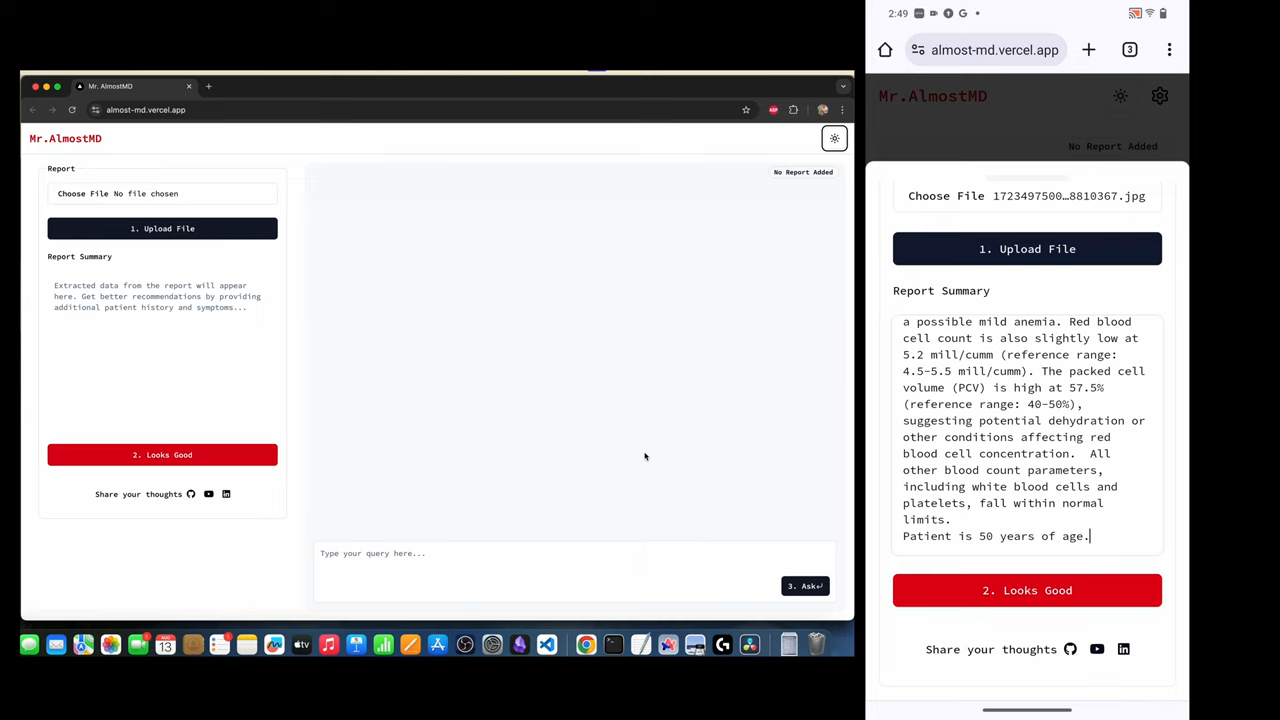 Mr. AlmostMD
almost-md.vercel.app
Mr.AlmostMD
Report
Choose File No file chosen
1. Upload File
Report Summary
Extracted data from the report will appear
here. Get better recommendations by providing
additional patient history and symptoms...
2. Looks Good
Share your thoughts
No Report Added
Type your query here...
3. Ask↵
AUG
13
tv
2:49
G
almost-md.vercel.app
3
Mr.AlmostMD
No Report Added
Choose File 1723497500…8810367.jpg
1. Upload File
Report Summary
a possible mild anemia. Red blood
cell count is also slightly low at
5.2 mill/cumm (reference range:
4.5-5.5 mill/cumm). The packed cell
volume (PCV) is high at 57.5%
(reference range: 40-50%),
suggesting potential dehydration or
other conditions affecting red
blood cell concentration.  All
other blood count parameters,
including white blood cells and
platelets, fall within normal
limits.
Patient is 50 years of age.
2. Looks Good
Share your thoughts